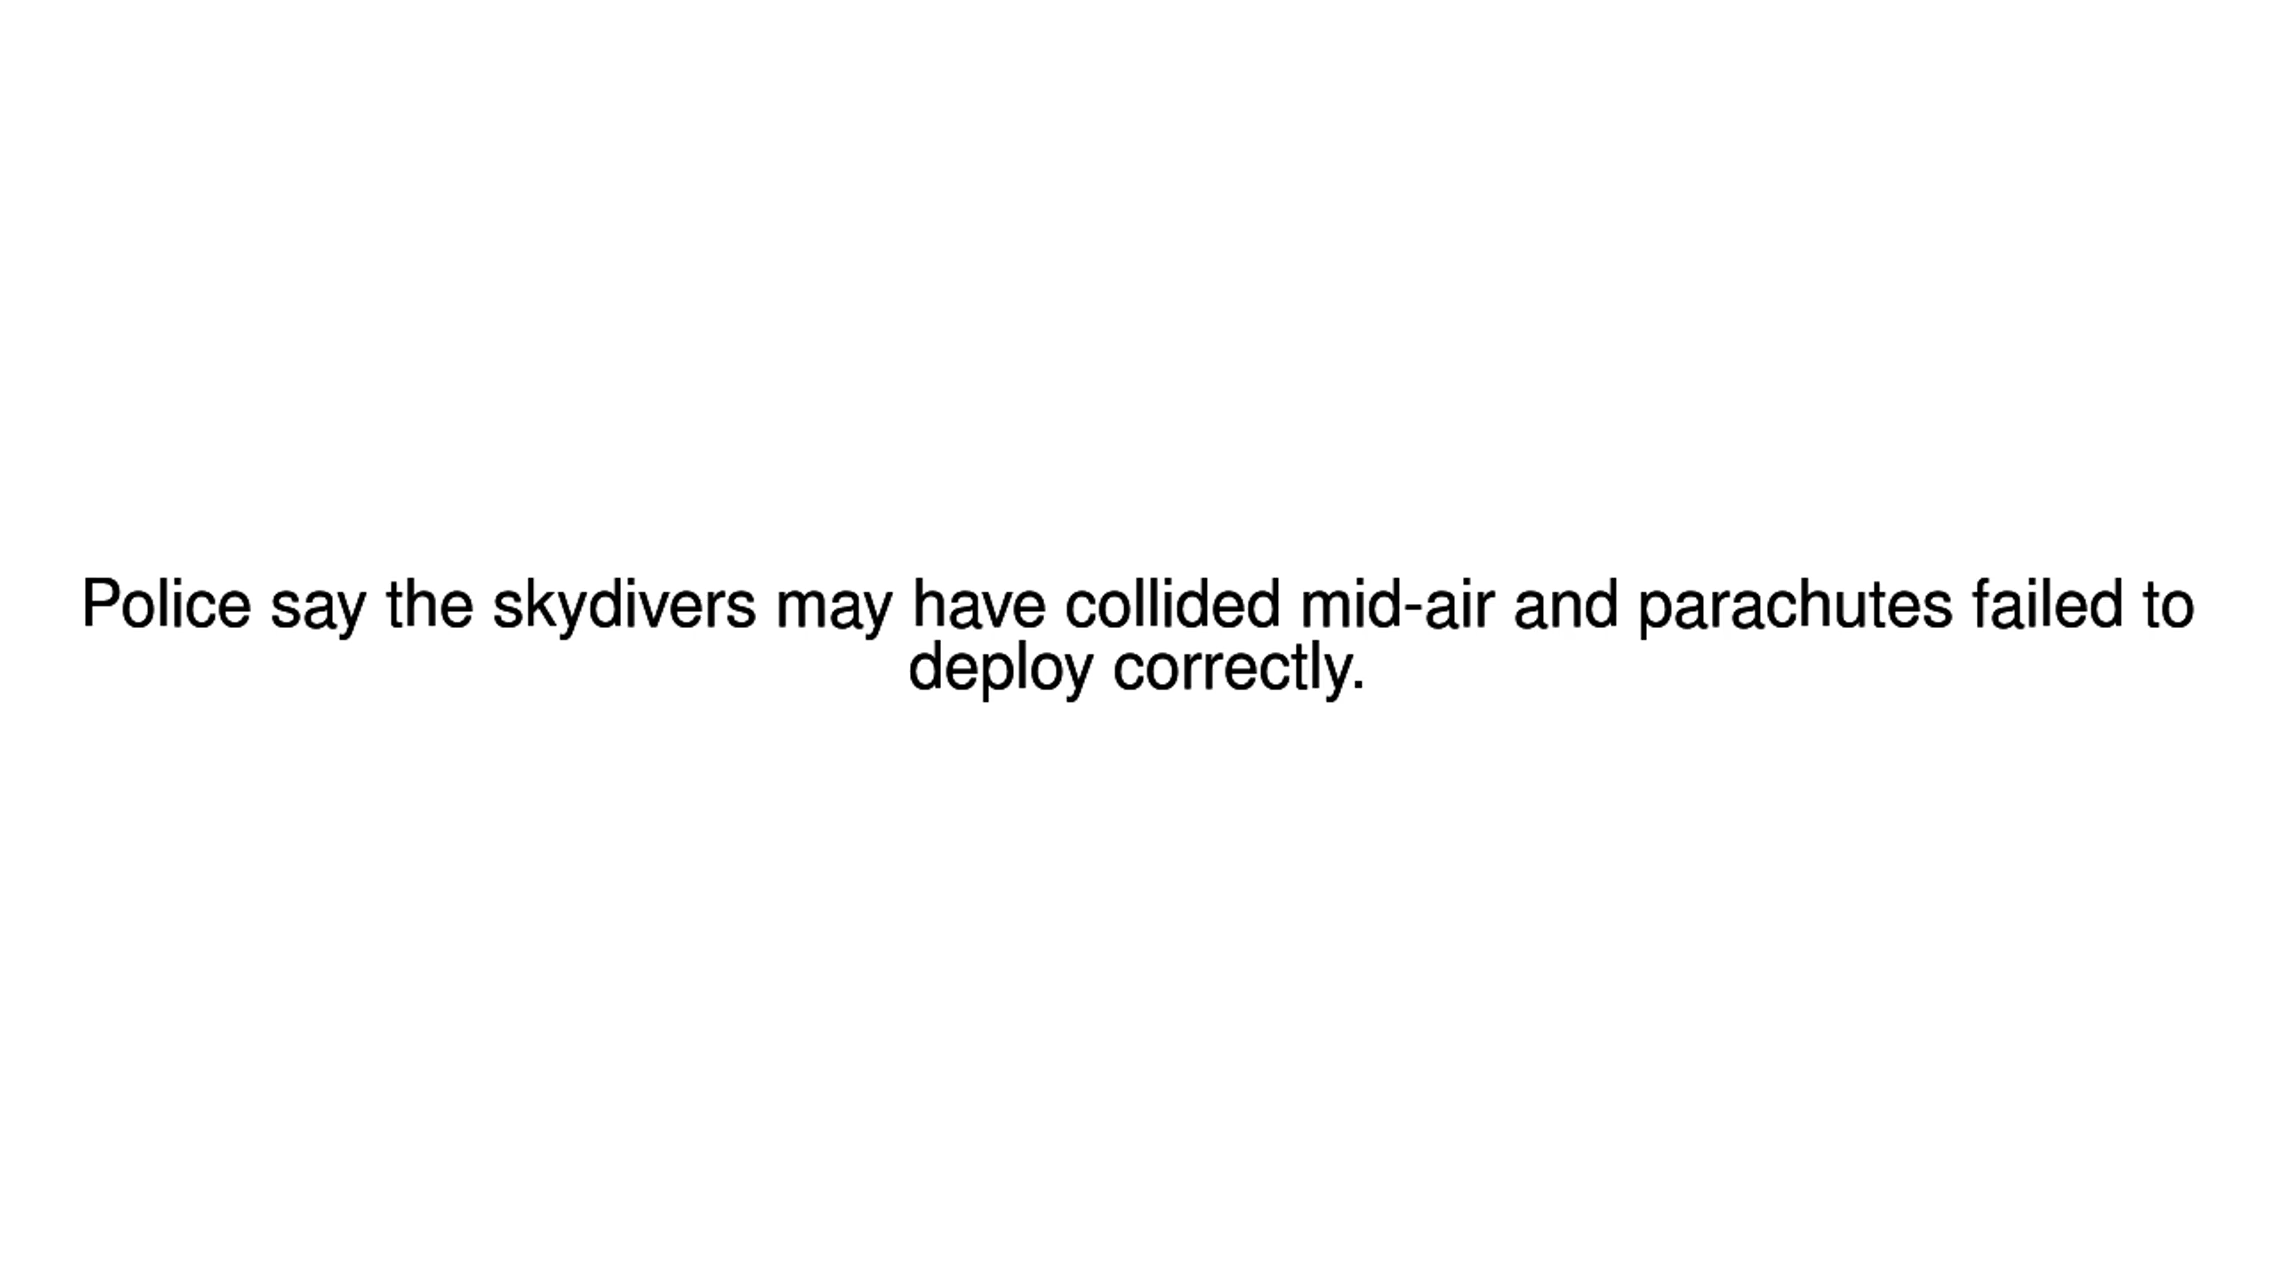 Police say the skydivers may have collided mid-air and parachutes failed to
deploy correctly.